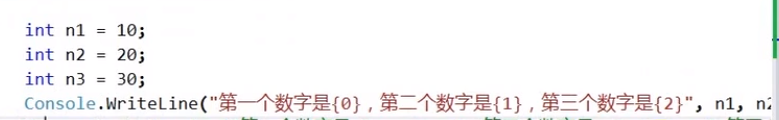 int n1 = 10;
int n2 = 20;
int n3 = 30;
Console.WriteLine("第一个数字是{0}，第二个数字是{1}，第三个数字是{2}", n1, n2